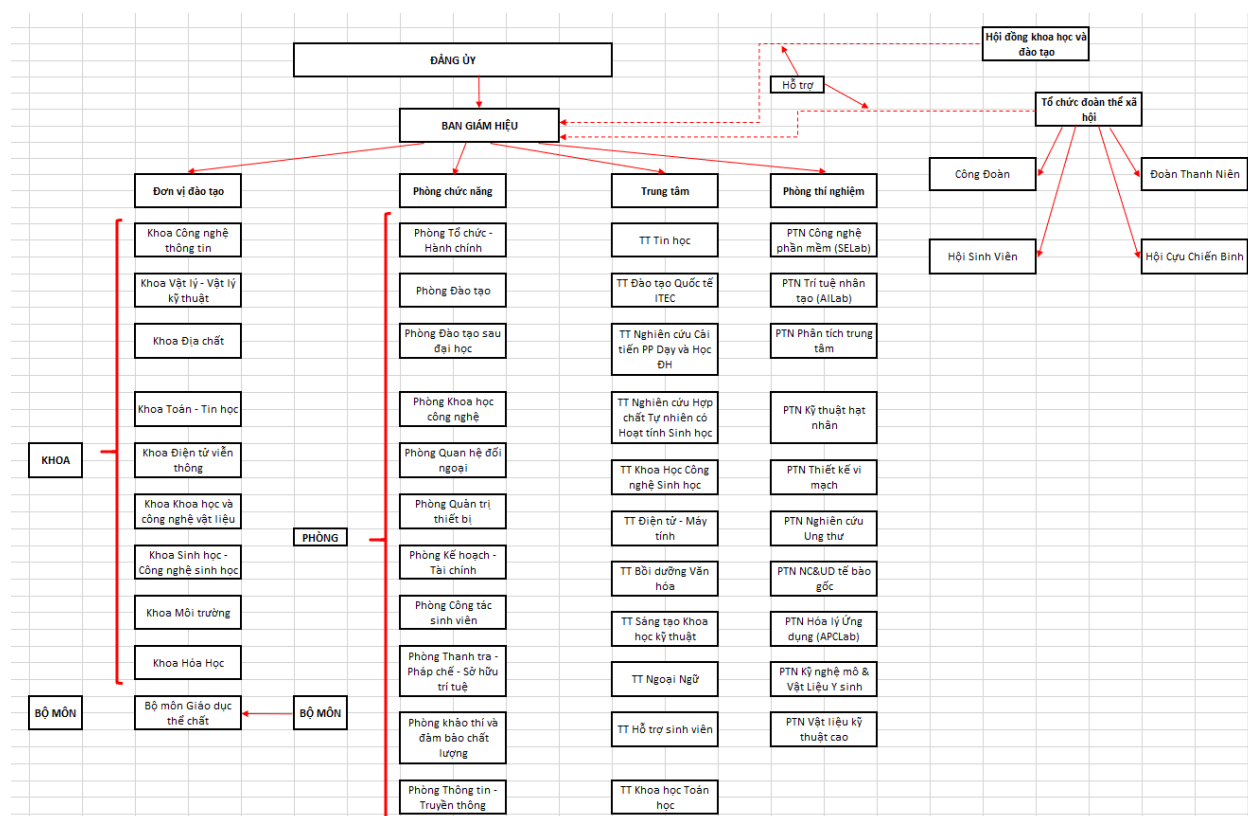 Hội đồng khoa học và
đào tạo
ĐẢNG ỦY
Hỗ trợ
Tổ chức đoàn thể xã
hội
BAN GIÁM HIỆU
Công Đoàn
Đoàn Thanh Niên
Hội Sinh Viên
Hội Cựu Chiến Binh
Đơn vị đào tạo
Phòng chức năng
Trung tâm
Phòng thí nghiệm
KHOA
Khoa Công nghệ
thông tin
Khoa Vật lý - Vật lý
kỹ thuật
Khoa Địa chất
Khoa Toán - Tin học
Khoa Điện tử viễn
thông
Khoa Khoa học và
công nghệ vật liệu
Khoa Sinh học -
Công nghệ sinh học
Khoa Môi trường
Khoa Hóa Học
BỘ MÔN
Bộ môn Giáo dục
thể chất
BỘ MÔN
PHÒNG
Phòng Tổ chức -
Hành chính
Phòng Đào tạo
Phòng Đào tạo sau
đại học
Phòng Khoa học
công nghệ
Phòng Quan hệ đối
ngoại
Phòng Quản trị
thiết bị
Phòng Kế hoạch -
Tài chính
Phòng Công tác
sinh viên
Phòng Thanh tra -
Pháp chế - Sở hữu
trí tuệ
Phòng khảo thí và
đảm bảo chất
lượng
Phòng Thông tin -
Truyền thông
TT Tin học
TT Đào tạo Quốc tế
ITEC
TT Nghiên cứu Cải
tiến PP Dạy và Học
ĐH
TT Nghiên cứu Hợp
chất Tự nhiên có
Hoạt tính Sinh học
TT Khoa Học Công
nghệ Sinh học
TT Điện tử - Máy
tính
TT Bồi dưỡng Văn
hóa
TT Sáng tạo Khoa
học kỹ thuật
TT Ngoại Ngữ
TT Hỗ trợ sinh viên
TT Khoa học Toán
học
PTN Công nghệ
phần mềm (SELab)
PTN Trí tuệ nhân
tạo (AILab)
PTN Phân tích trung
tâm
PTN Kỹ thuật hạt
nhân
PTN Thiết kế vi
mạch
PTN Nghiên cứu
Ung thư
PTN NC&UD tế bào
gốc
PTN Hóa lý Ứng
dụng (APCLab)
PTN Kỹ nghệ mô &
Vật Liệu Y sinh
PTN Vật liệu kỹ
thuật cao